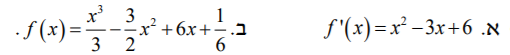 א. f'(x)=x²−3x+6 ב. f(x)=x³/3−3/2x²+6x+1/6.